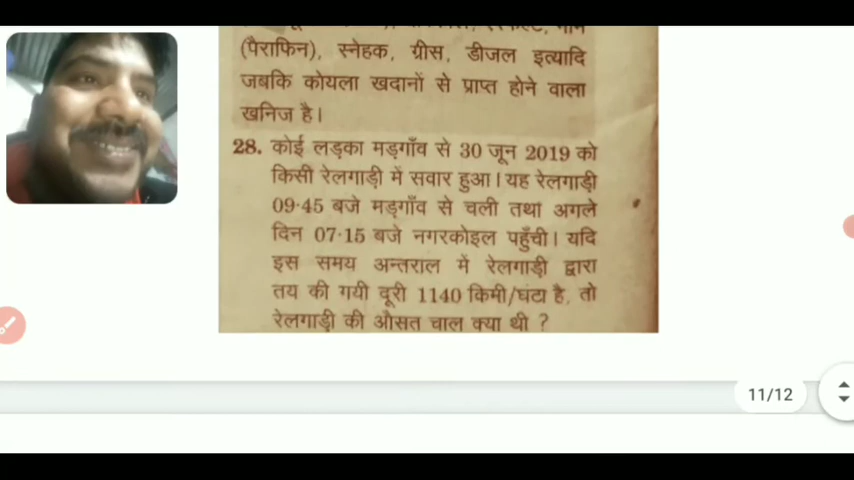 (पैराफिन), स्नेहक, ग्रीस, डीजल इत्यादि
जबकि कोयला खदानों से प्राप्त होने वाला
खनिज है।
28. कोई लड़का मड़गाँव से 30 जून 2019 को
किसी रेलगाड़ी में सवार हुआ। यह रेलगाड़ी
09·45 बजे मड़गाँव से चली तथा अगले
दिन 07·15 बजे नगरकोइल पहुँची। यदि
इस समय अन्तराल में रेलगाड़ी द्वारा
तय की गयी दूरी 1140 किमी/घंटा है, तो
रेलगाड़ी की औसत चाल क्या थी ?
11/12